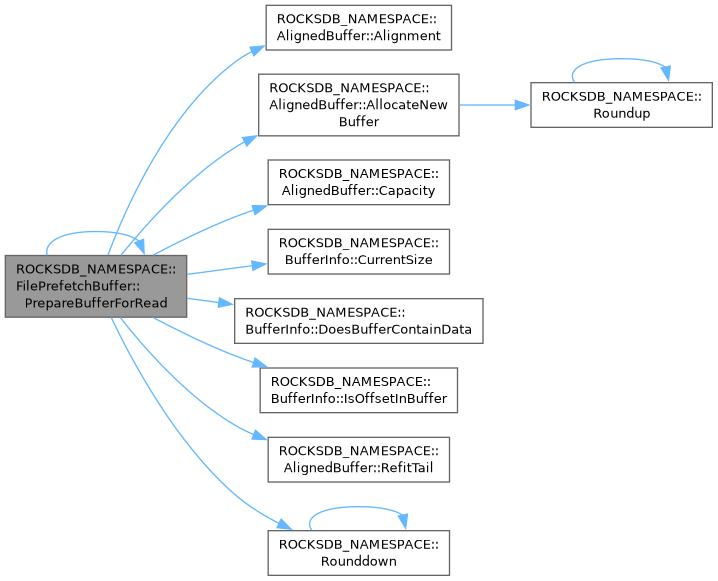 ROCKSDB_NAMESPACE::
AlignedBuffer::Alignment
ROCKSDB_NAMESPACE::
AlignedBuffer::AllocateNew
Buffer
ROCKSDB_NAMESPACE::
Roundup
ROCKSDB_NAMESPACE::
AlignedBuffer::Capacity
ROCKSDB_NAMESPACE::
FilePrefetchBuffer::
PrepareBufferForRead
ROCKSDB_NAMESPACE::
BufferInfo::CurrentSize
ROCKSDB_NAMESPACE::
BufferInfo::DoesBufferContainData
ROCKSDB_NAMESPACE::
BufferInfo::IsOffsetInBuffer
ROCKSDB_NAMESPACE::
AlignedBuffer::RefitTail
ROCKSDB_NAMESPACE::
Rounddown